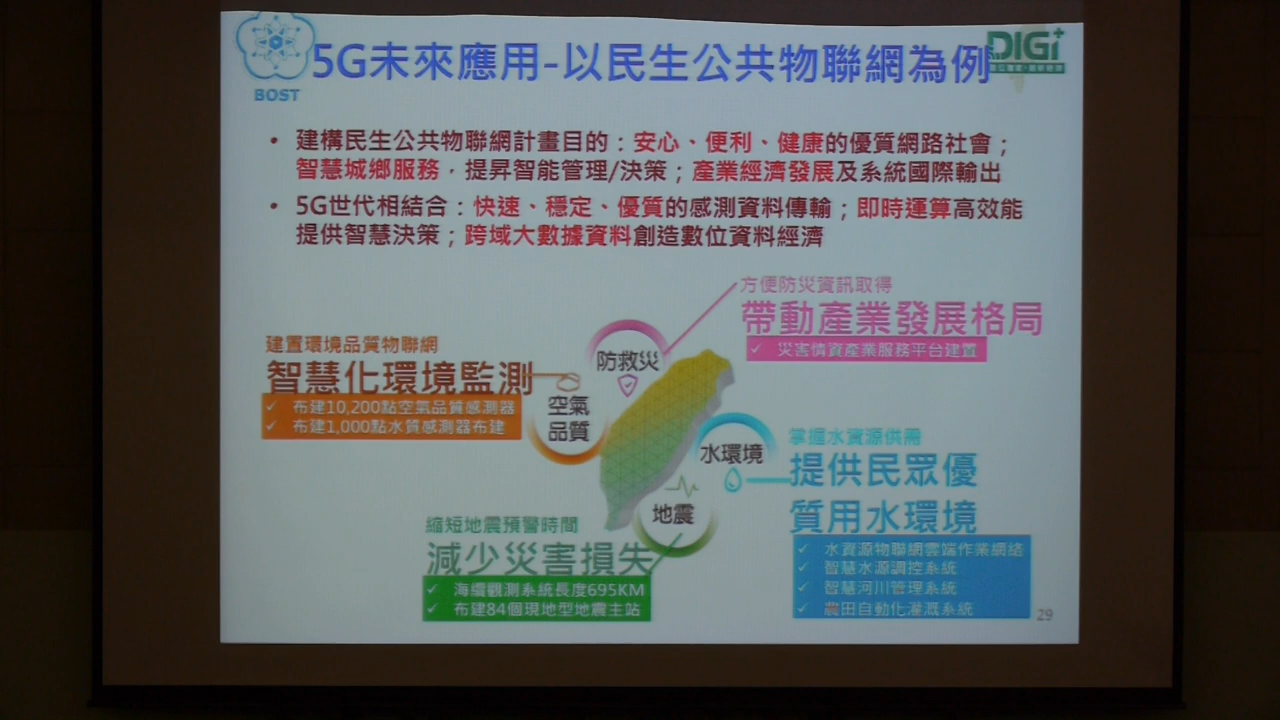 BOST
5G未來應用-以民生公共物聯網為例
DIGi+
• 建構民生公共物聯網計畫目的：安心、便利、健康的優質網路社會；
智慧城鄉服務，提昇智能管理/決策；產業經濟發展及系統國際輸出
• 5G世代相結合：快速、穩定、優質的感測資料傳輸；即時運算高效能
提供智慧決策；跨域大數據資料創造數位資料經濟
方便防災資訊取得
帶動產業發展格局
✓ 災害情資產業服務平台建置
防救災
建置環境品質物聯網
智慧化環境監測
✓ 布建10,200點空氣品質感測器
✓ 布建1,000點水質感測器布建
空氣
品質
水環境
掌握水資源供需
提供民眾優
質用水環境
✓ 水資源物聯網雲端作業網絡
✓ 智慧水源調控系統
✓ 智慧河川管理系統
✓ 農田自動化灌溉系統
地震
縮短地震預警時間
減少災害損失
✓ 海纜觀測系統長度695KM
✓ 布建84個現地型地震主站
29